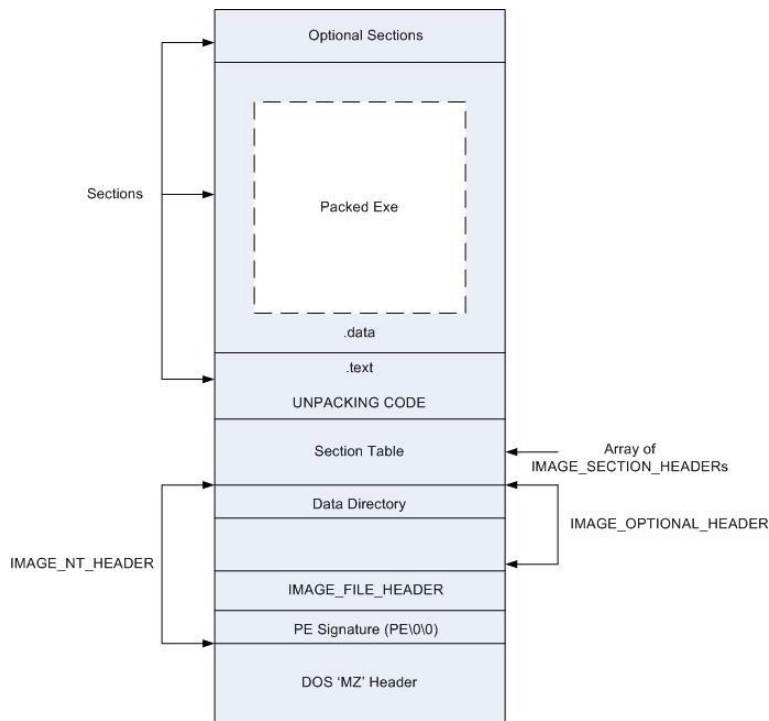 Optional Sections
Sections
Packed Exe
.data
.text
UNPACKING CODE
Section Table
Array of
IMAGE_SECTION_HEADERs
Data Directory
IMAGE_OPTIONAL_HEADER
IMAGE_NT_HEADER
IMAGE_FILE_HEADER
PE Signature (PE\0\0)
DOS ‘MZ’ Header